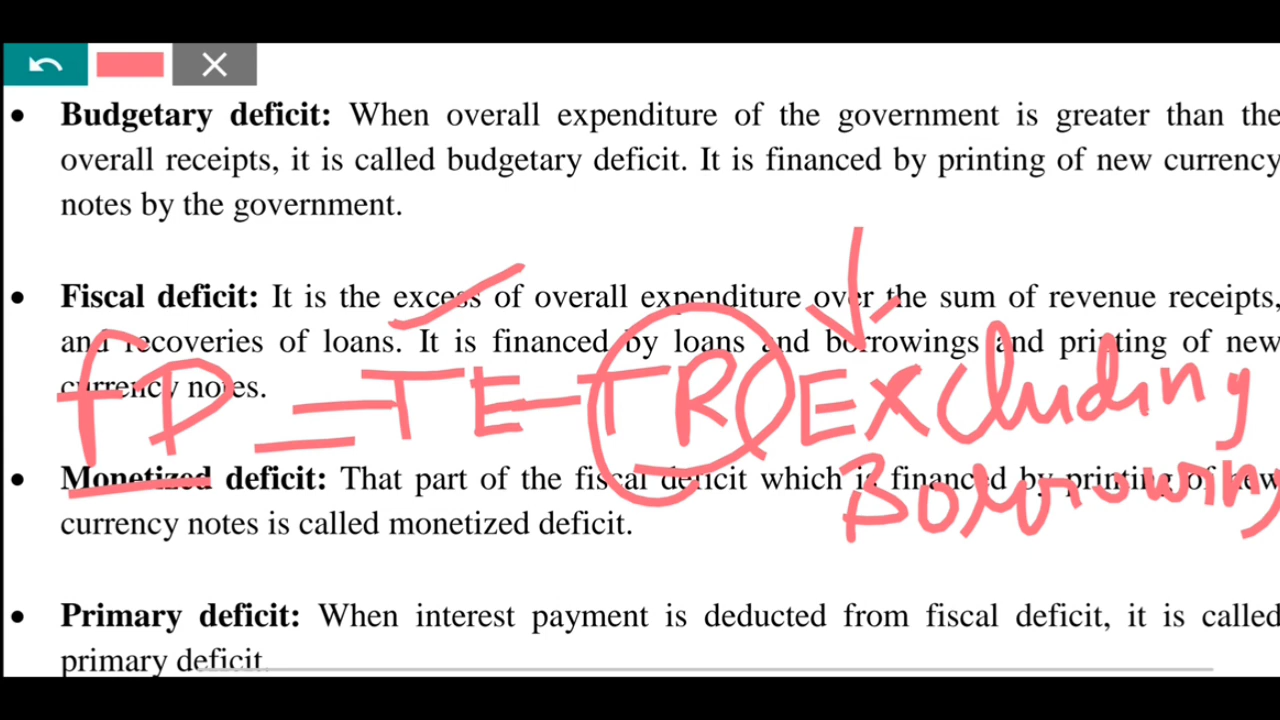 • Budgetary deficit: When overall expenditure of the government is greater than the
overall receipts, it is called budgetary deficit. It is financed by printing of new currency
notes by the government.
• Fiscal deficit: It is the excess of overall expenditure over the sum of revenue receipts,
and recoveries of loans. It is financed by loans and borrowings and printing of new
currency notes.
FD = TE - TR (Excluding
Borrowing
• Monetized deficit: That part of the fiscal deficit which is financed by printing of new
currency notes is called monetized deficit.
• Primary deficit: When interest payment is deducted from fiscal deficit, it is called
primary deficit.